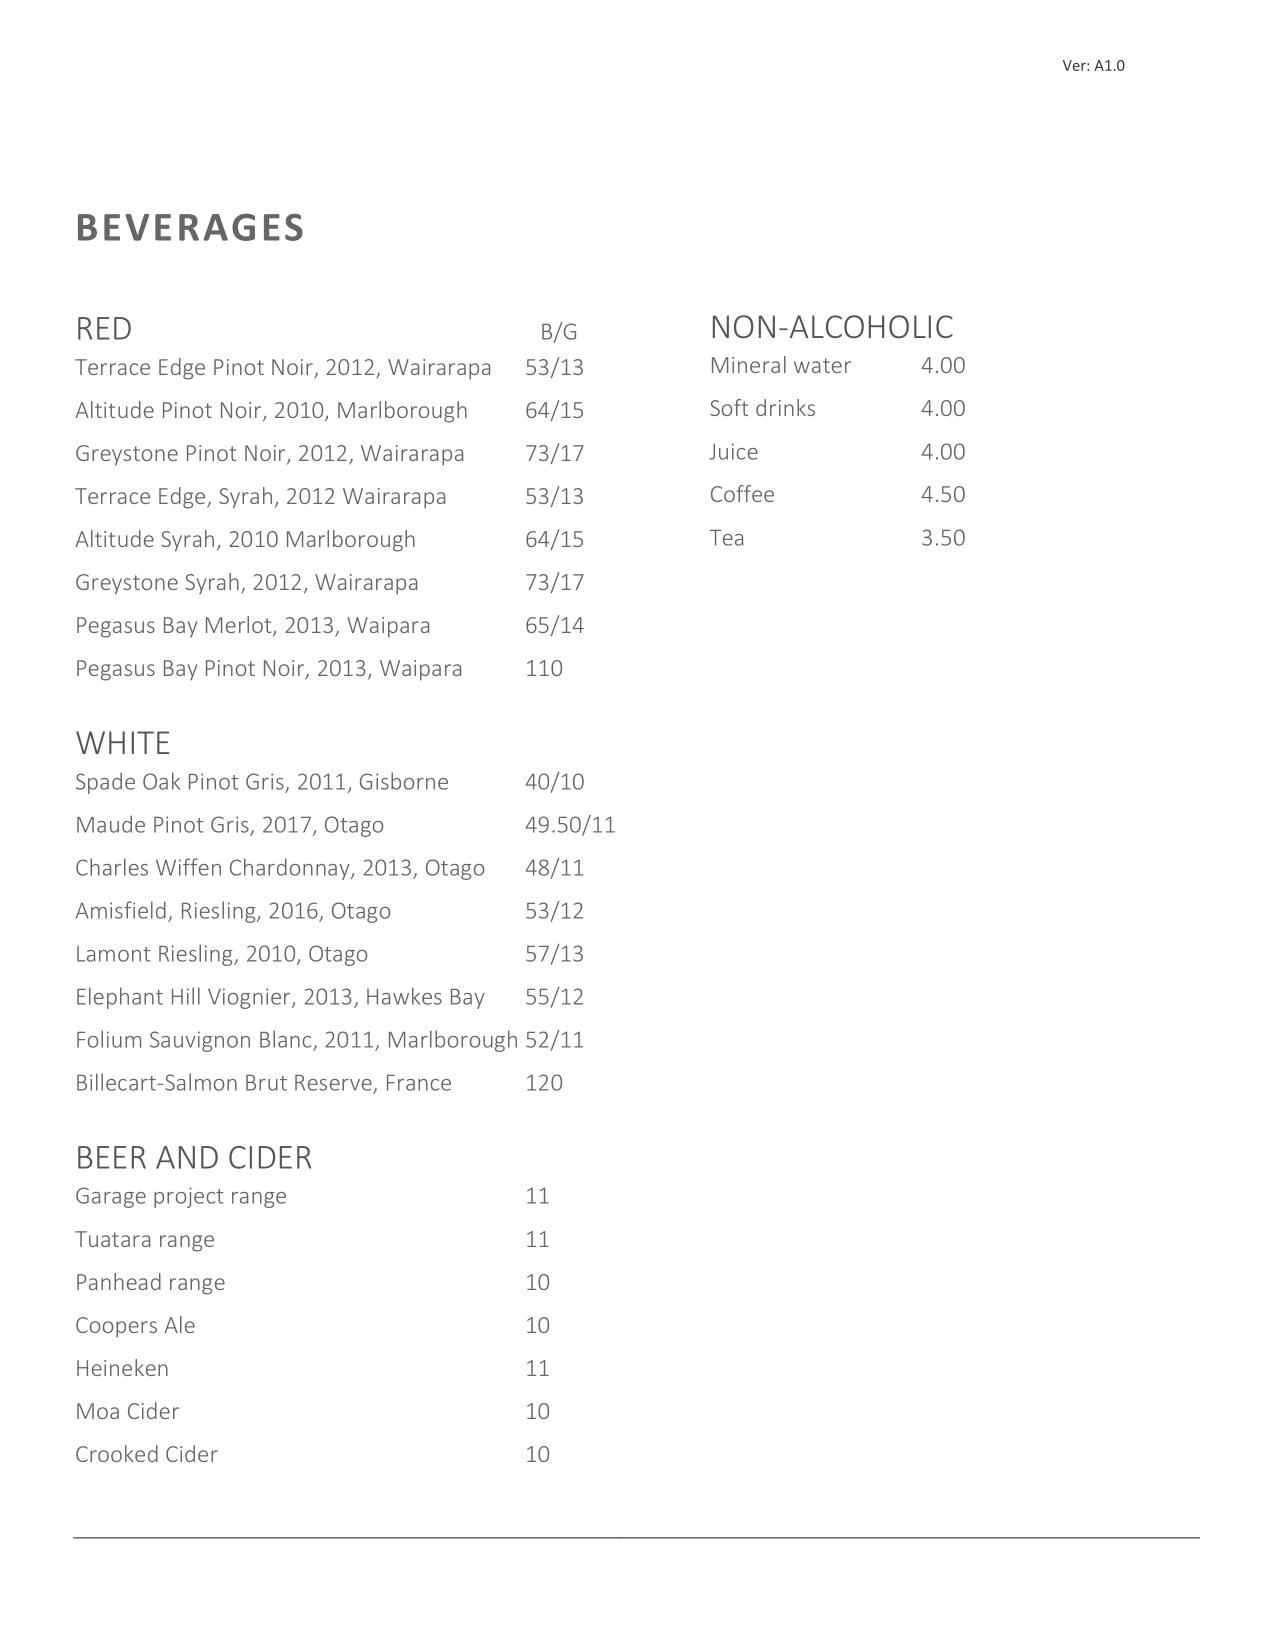 Ver: A1.0
BEVERAGES
RED B/G
Terrace Edge Pinot Noir, 2012, Wairarapa 53/13
Altitude Pinot Noir, 2010, Marlborough 64/15
Greystone Pinot Noir, 2012, Wairarapa 73/17
Terrace Edge, Syrah, 2012 Wairarapa 53/13
Altitude Syrah, 2010 Marlborough 64/15
Greystone Syrah, 2012, Wairarapa 73/17
Pegasus Bay Merlot, 2013, Waipara 65/14
Pegasus Bay Pinot Noir, 2013, Waipara 110
WHITE
Spade Oak Pinot Gris, 2011, Gisborne 40/10
Maude Pinot Gris, 2017, Otago 49.50/11
Charles Wiffen Chardonnay, 2013, Otago 48/11
Amisfield, Riesling, 2016, Otago 53/12
Lamont Riesling, 2010, Otago 57/13
Elephant Hill Viognier, 2013, Hawkes Bay 55/12
Folium Sauvignon Blanc, 2011, Marlborough 52/11
Billecart-Salmon Brut Reserve, France 120
BEER AND CIDER
Garage project range 11
Tuatara range 11
Panhead range 10
Coopers Ale 10
Heineken 11
Moa Cider 10
Crooked Cider 10
NON-ALCOHOLIC
Mineral water 4.00
Soft drinks 4.00
Juice 4.00
Coffee 4.50
Tea 3.50